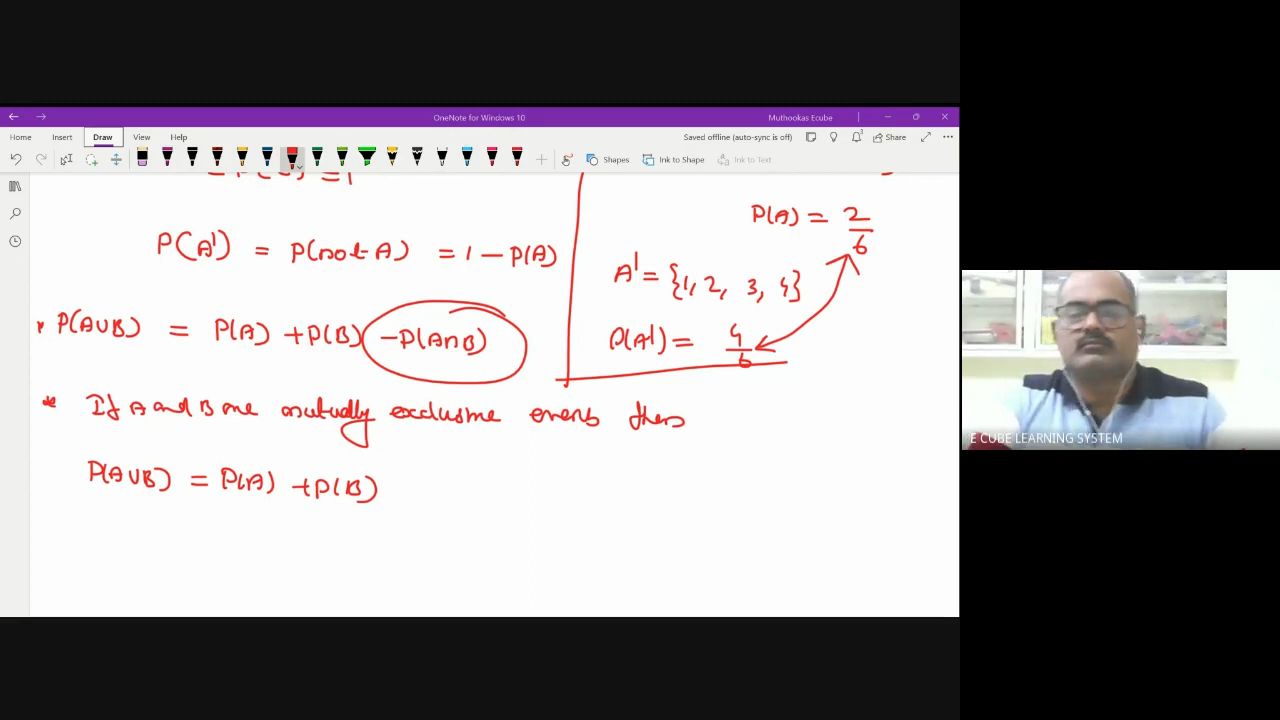 OneNote for Windows 10
Muthookas Ecube
Home Insert Draw View Help
Saved offline (auto-sync is off)
3
Share
Shapes
Ink to Shape
Ink to Text
P(A') = P(not A) = 1 - P(A)
* P(A∪B) = P(A) + P(B) - P(A∩B)
* If A and B are mutually exclusive events then
P(A∪B) = P(A) + P(B)
P(A) = 2/6
A' = {1, 2, 3, 4}
P(A') = 4/6
E CUBE LEARNING SYSTEM